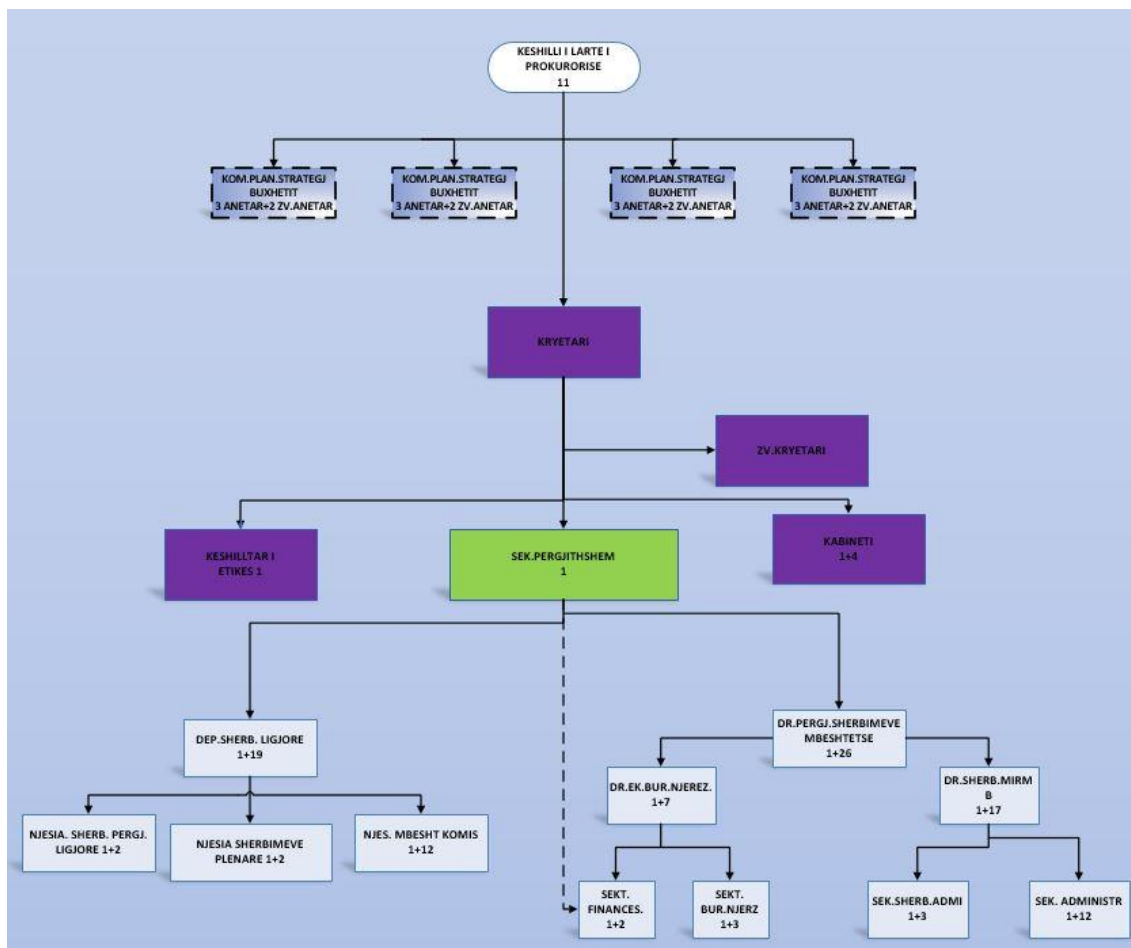 KESHILLI I LARTE I
PROKURORISE
11
KOM.PLAN.STRATEGJ
BUXHETIT
3 ANETAR+2 ZV.ANETAR
KOM.PLAN.STRATEGJ
BUXHETIT
3 ANETAR+2 ZV.ANETAR
KOM.PLAN.STRATEGJ
BUXHETIT
3 ANETAR+2 ZV.ANETAR
KOM.PLAN.STRATEGJ
BUXHETIT
3 ANETAR+2 ZV.ANETAR
KRYETARI
ZV.KRYETARI
KESHILLTAR I
ETIKES 1
SEK.PERGJITHSHEM
1
KABINETI
1+4
DEP.SHERB. LIGJORE
1+19
DR.PERGJ.SHERBIMEVE
MBESHTETSE
1+26
DR.EK.BUR.NJEREZ.
1+7
DR.SHERB.MIRM
B
1+17
NJESIA. SHERB. PERGJ.
LIGJORE 1+2
NJESIA SHERBIMEVE
PLENARE 1+2
NJES. MBESHT KOMIS
1+12
SEKT.
FINANCES.
1+2
SEKT.
BUR.NJERZ
1+3
SEK.SHERB.ADMI
1+3
SEK. ADMINISTR
1+12